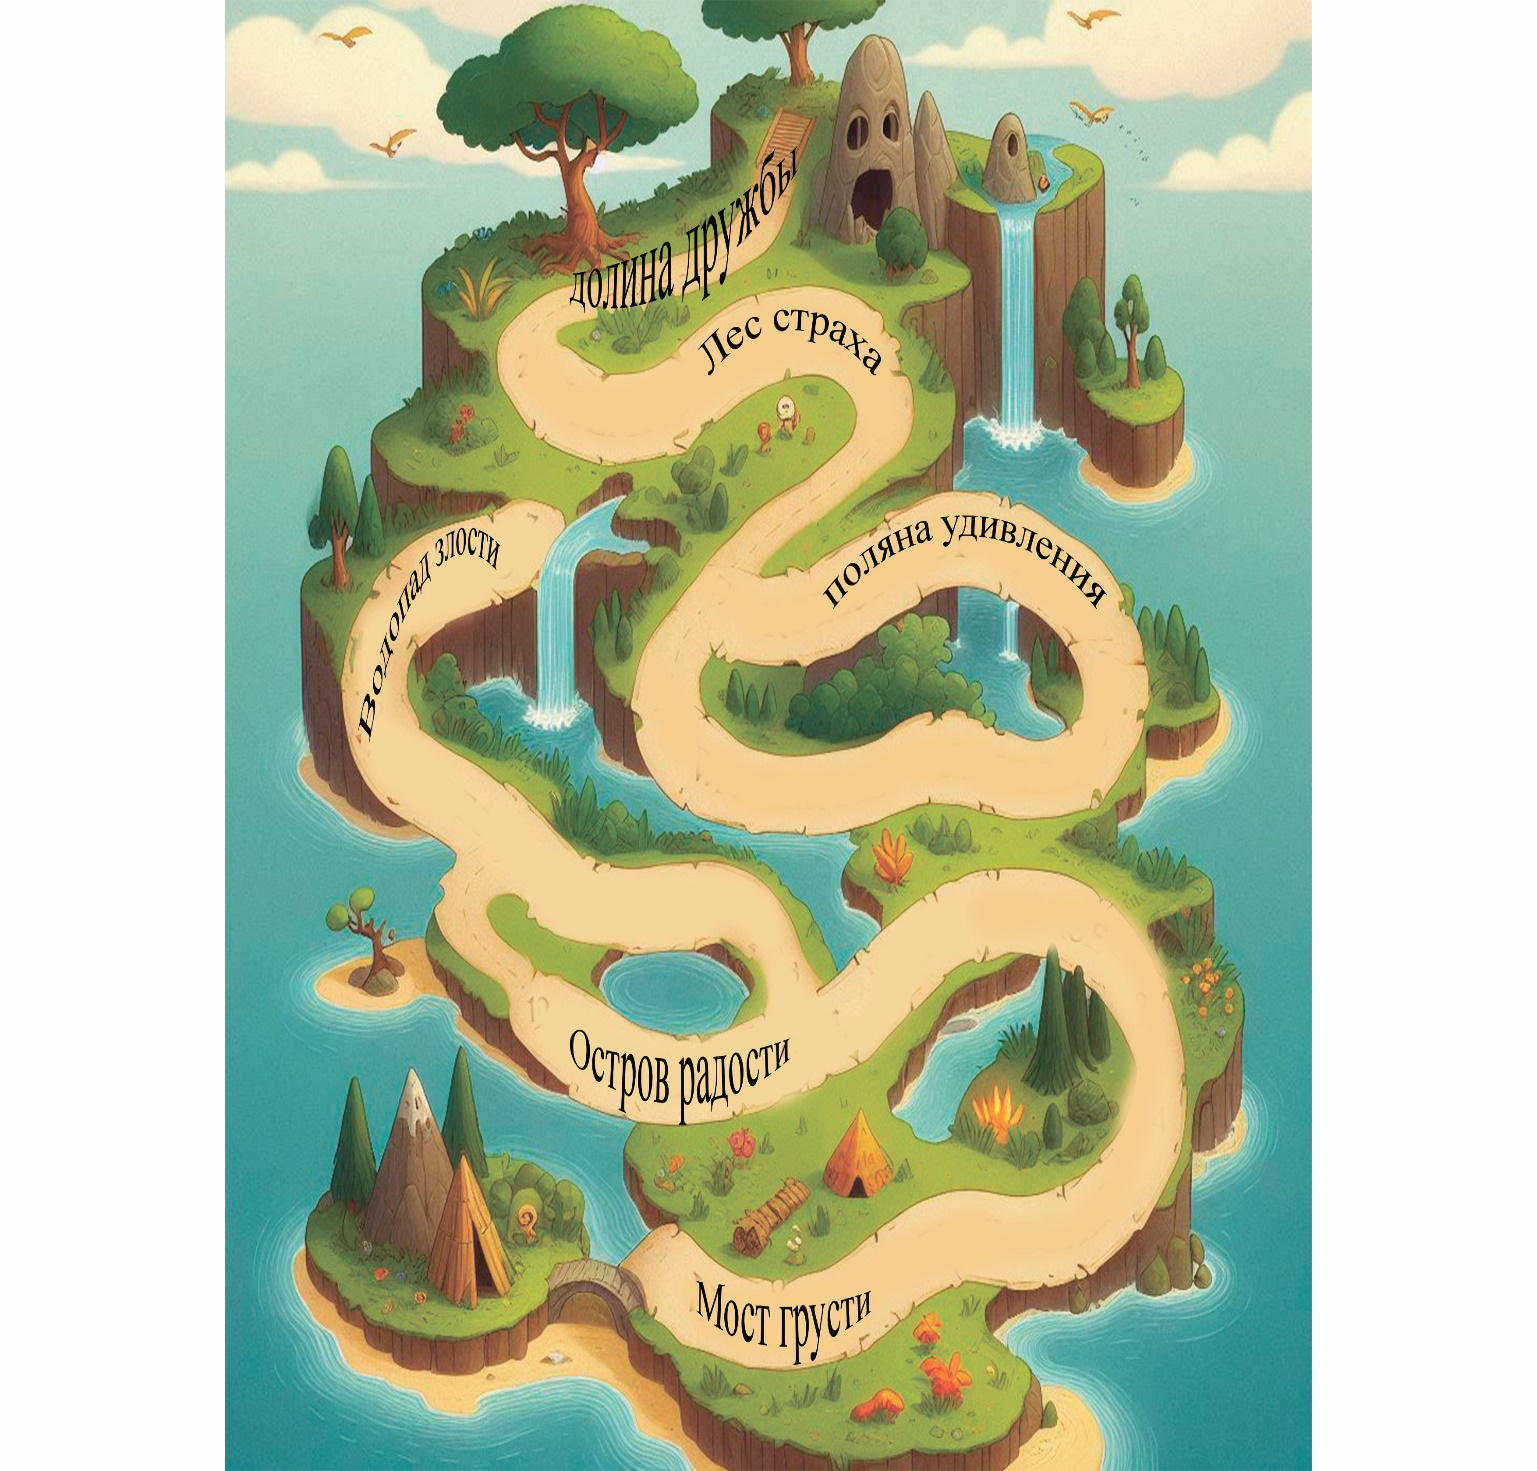 долина дружбы
Лес страха
поляна удивления
Водопад злости
Остров радости
Мост грусти